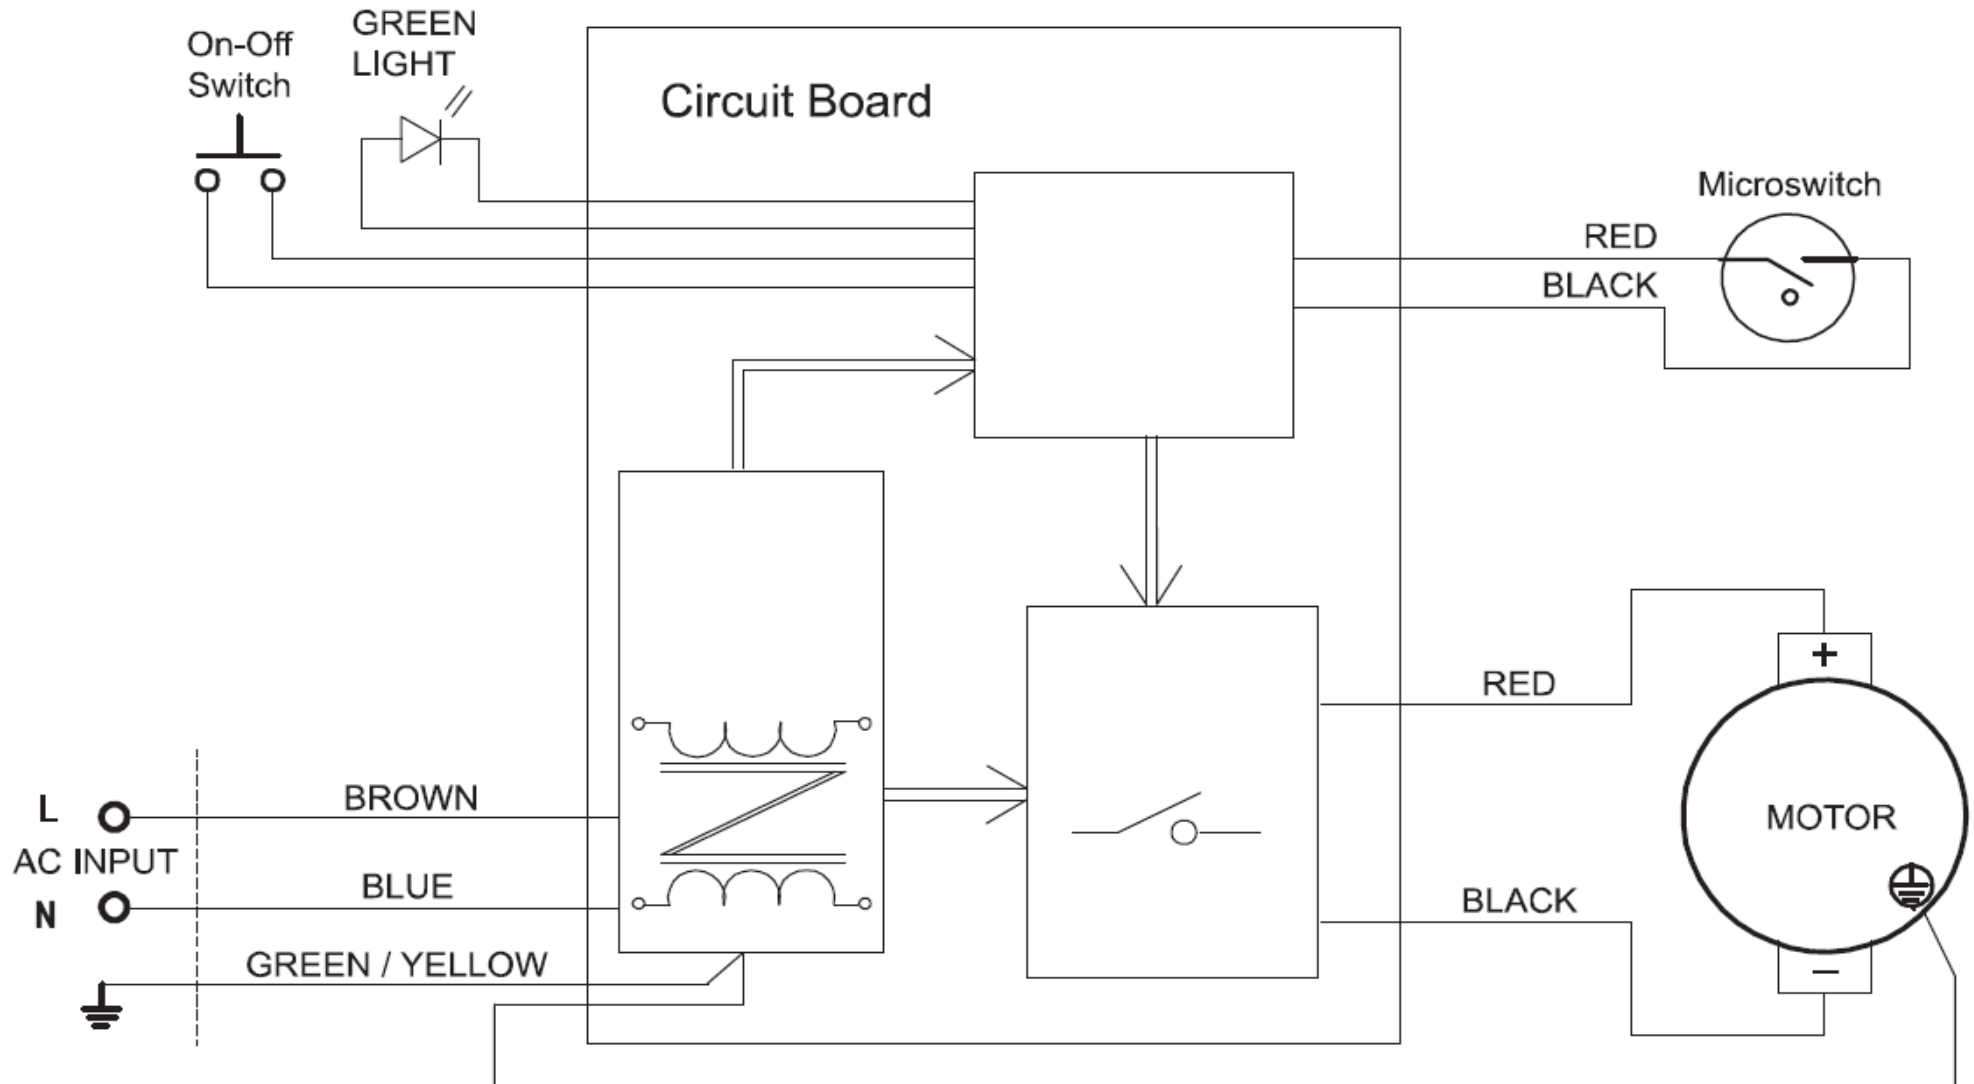 On-Off
Switch
GREEN
LIGHT
Circuit Board
Microswitch
RED
BLACK
RED
+
MOTOR
BLACK
−
L
AC INPUT
N
BROWN
BLUE
GREEN / YELLOW